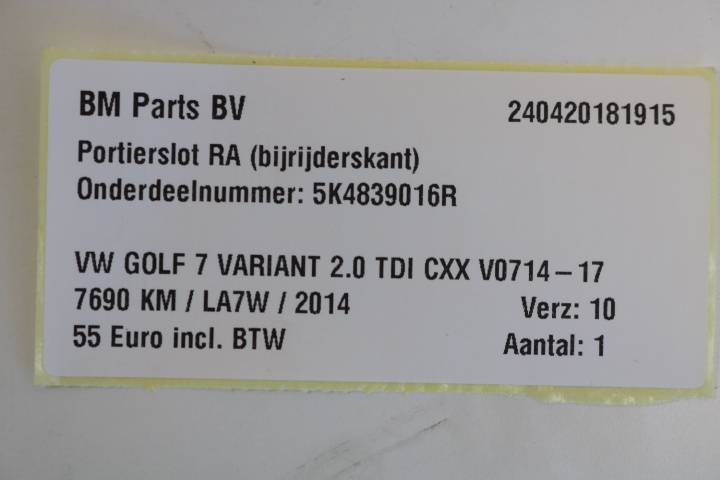 BM Parts BV 240420181915
Portierslot RA (bijrijderskant)
Onderdeelnummer: 5K4839016R
VW GOLF 7 VARIANT 2.0 TDI CXX V0714-17
7690 KM / LA7W / 2014 Verz: 10
55 Euro incl. BTW Aantal: 1